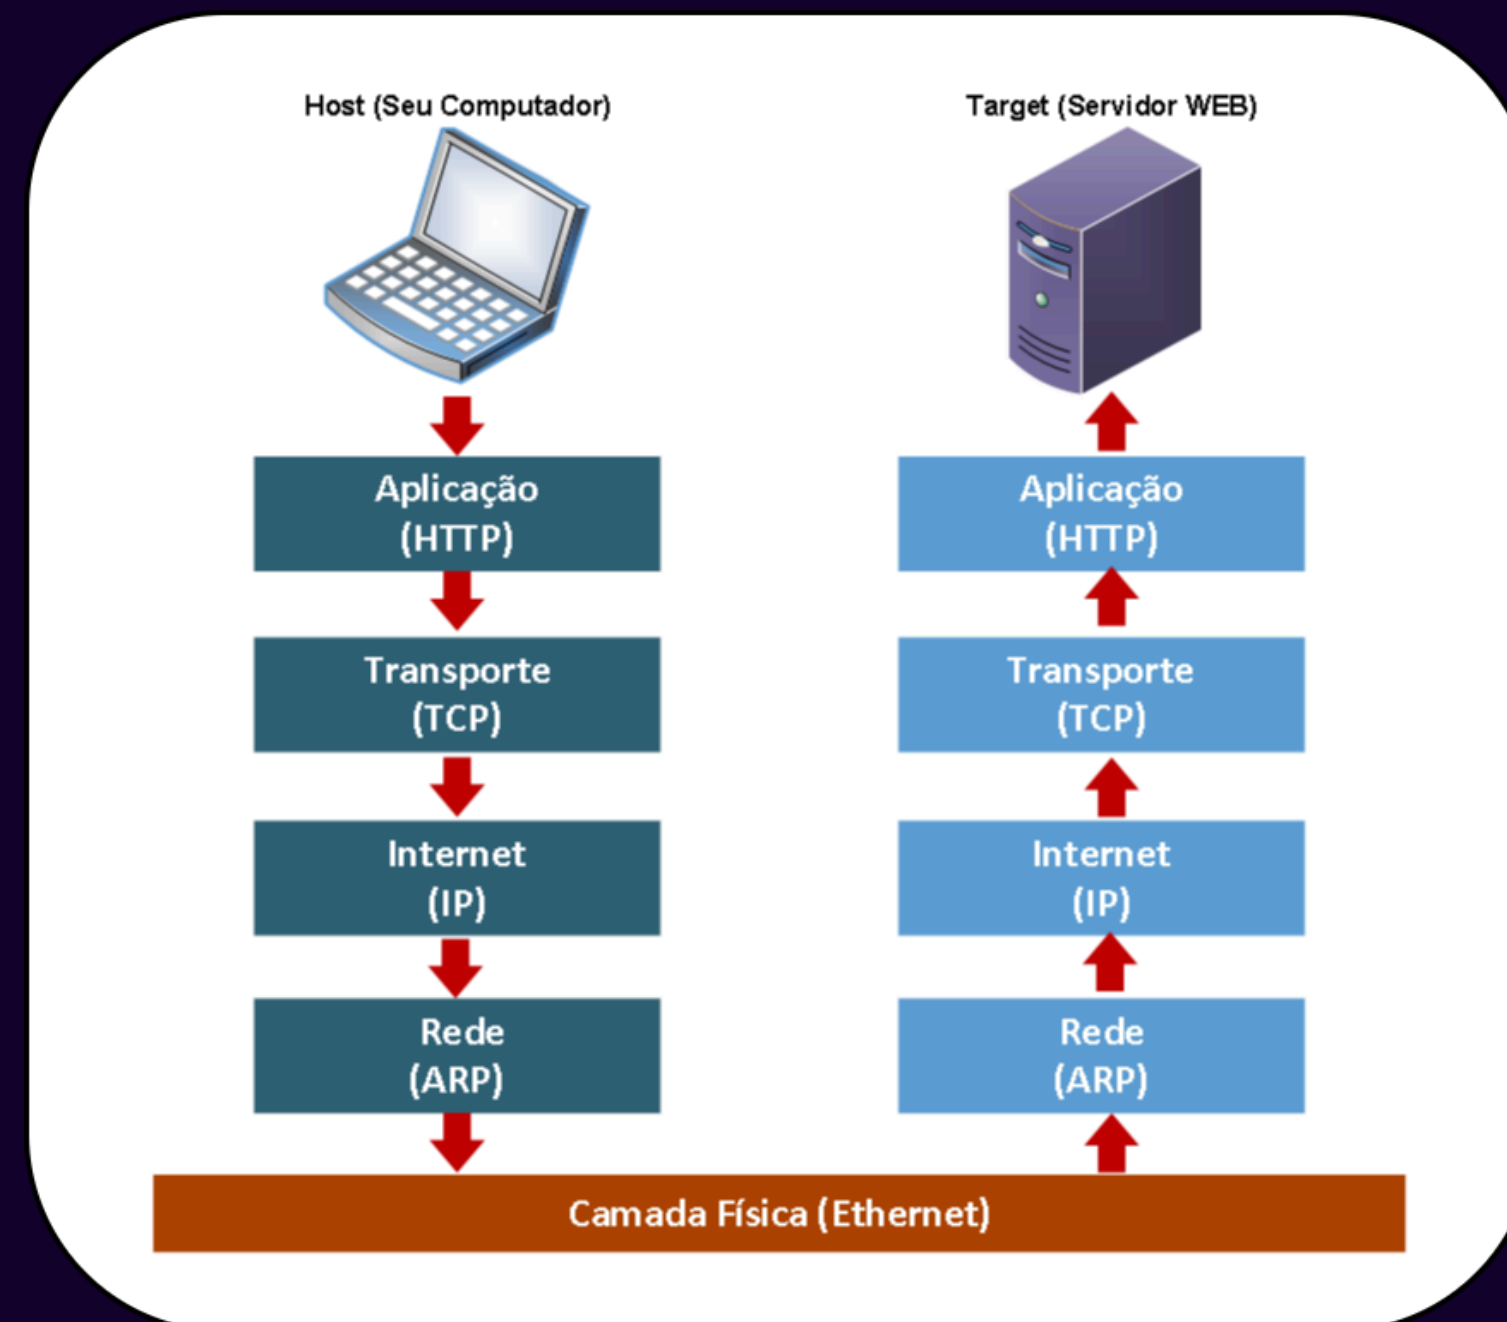 Host (Seu Computador)
Target (Servidor WEB)
Aplicação
(HTTP)
Transporte
(TCP)
Internet
(IP)
Rede
(ARP)
Aplicação
(HTTP)
Transporte
(TCP)
Internet
(IP)
Rede
(ARP)
Camada Física (Ethernet)